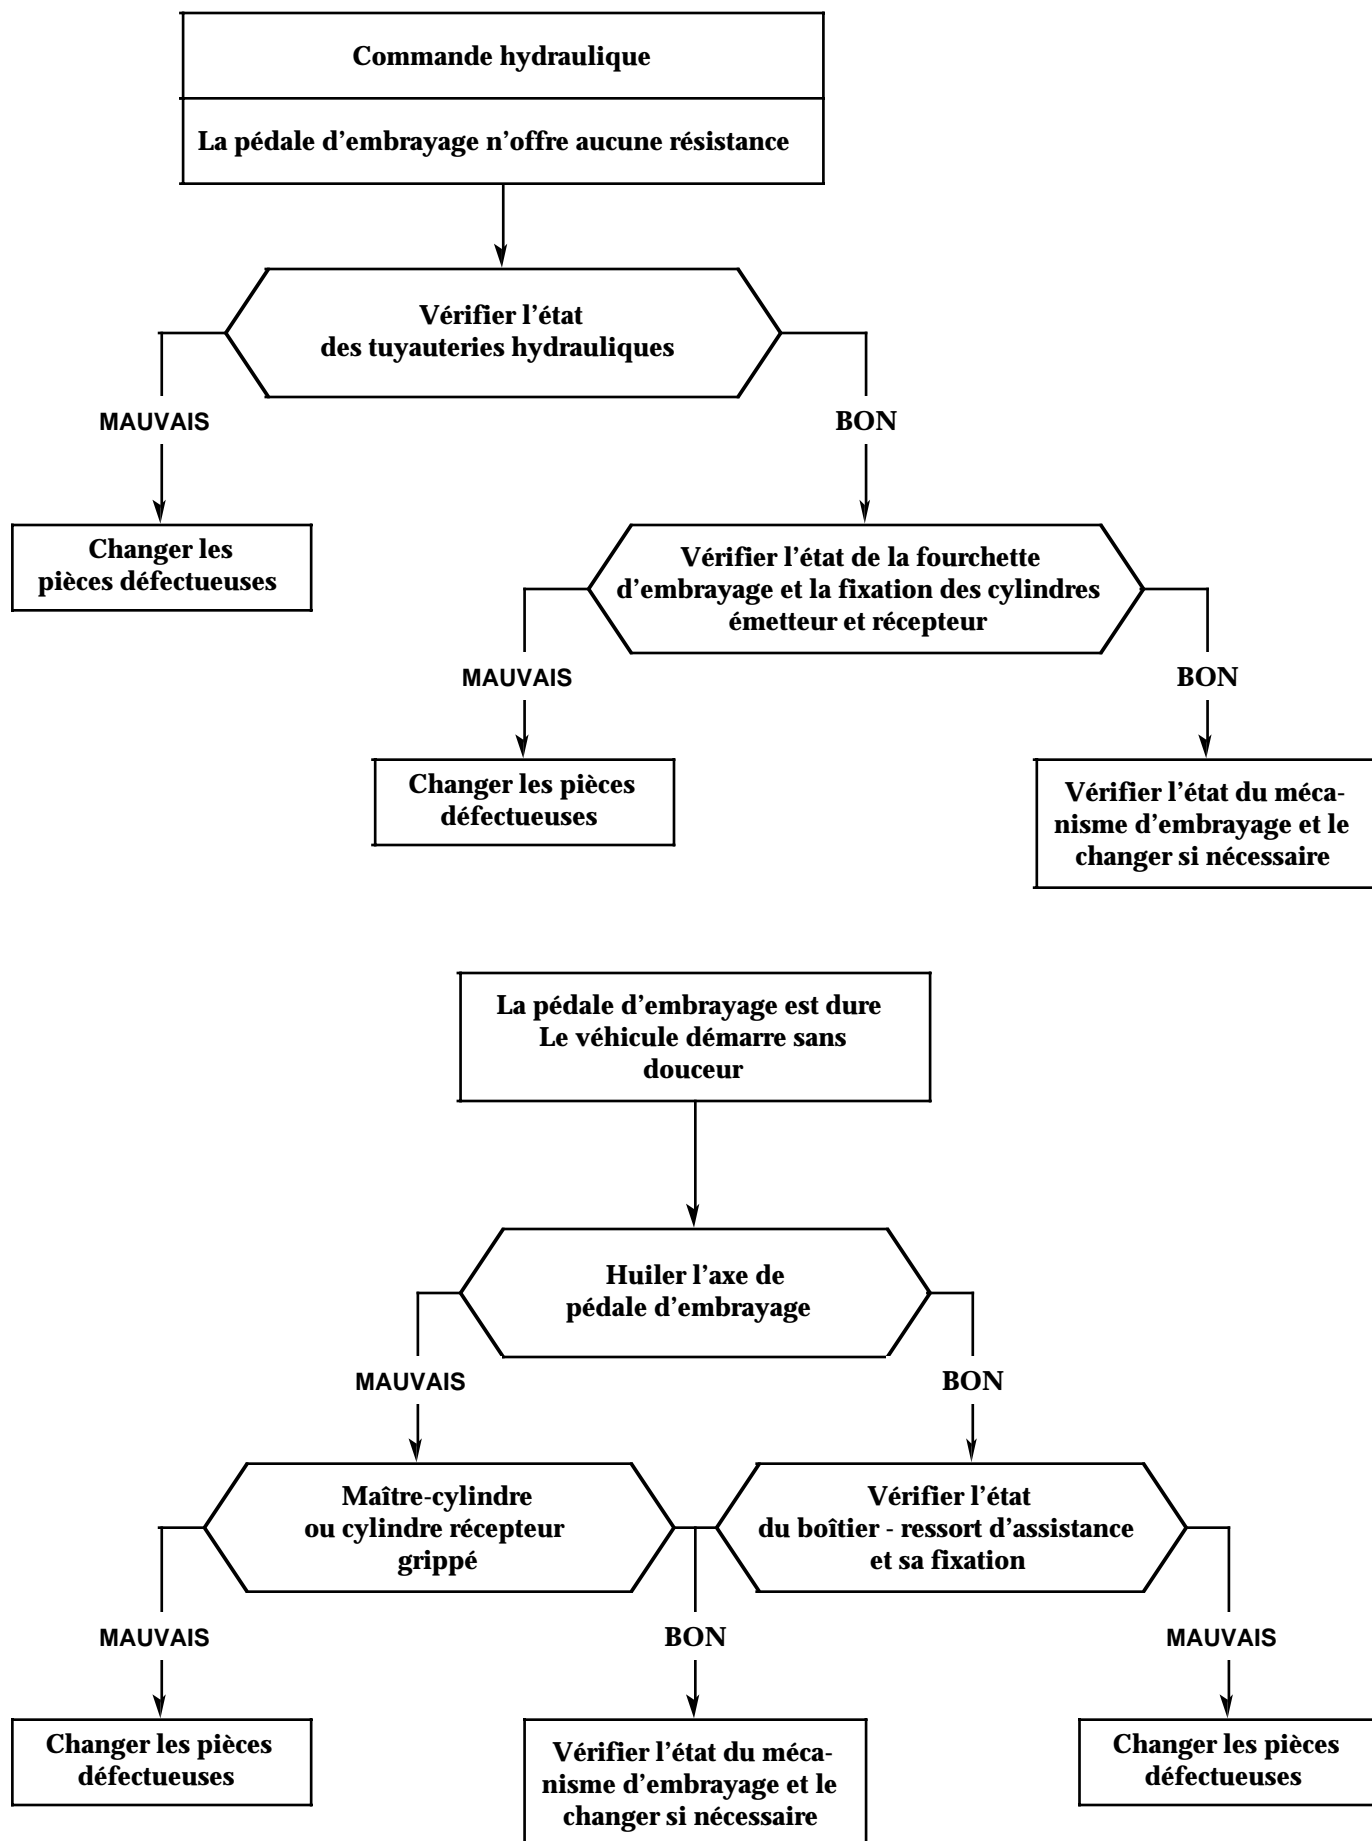 Commande hydraulique
La pédale d'embrayage n'offre aucune résistance
Vérifier l'état
des tuyauteries hydrauliques
MAUVAIS
BON
Changer les
pièces défectueuses
Vérifier l'état de la fourchette
d'embrayage et la fixation des cylindres
émetteur et récepteur
MAUVAIS
BON
Changer les pièces
défectueuses
Vérifier l'état du méca-
nisme d'embrayage et le
changer si nécessaire
La pédale d'embrayage est dure
Le véhicule démarre sans
douceur
Huiler l'axe de
pédale d'embrayage
MAUVAIS
BON
Maître-cylindre
ou cylindre récepteur
grippé
Vérifier l'état
du boîtier - ressort d'assistance
et sa fixation
MAUVAIS
BON
MAUVAIS
Changer les pièces
défectueuses
Vérifier l'état du méca-
nisme d'embrayage et le
changer si nécessaire
Changer les pièces
défectueuses